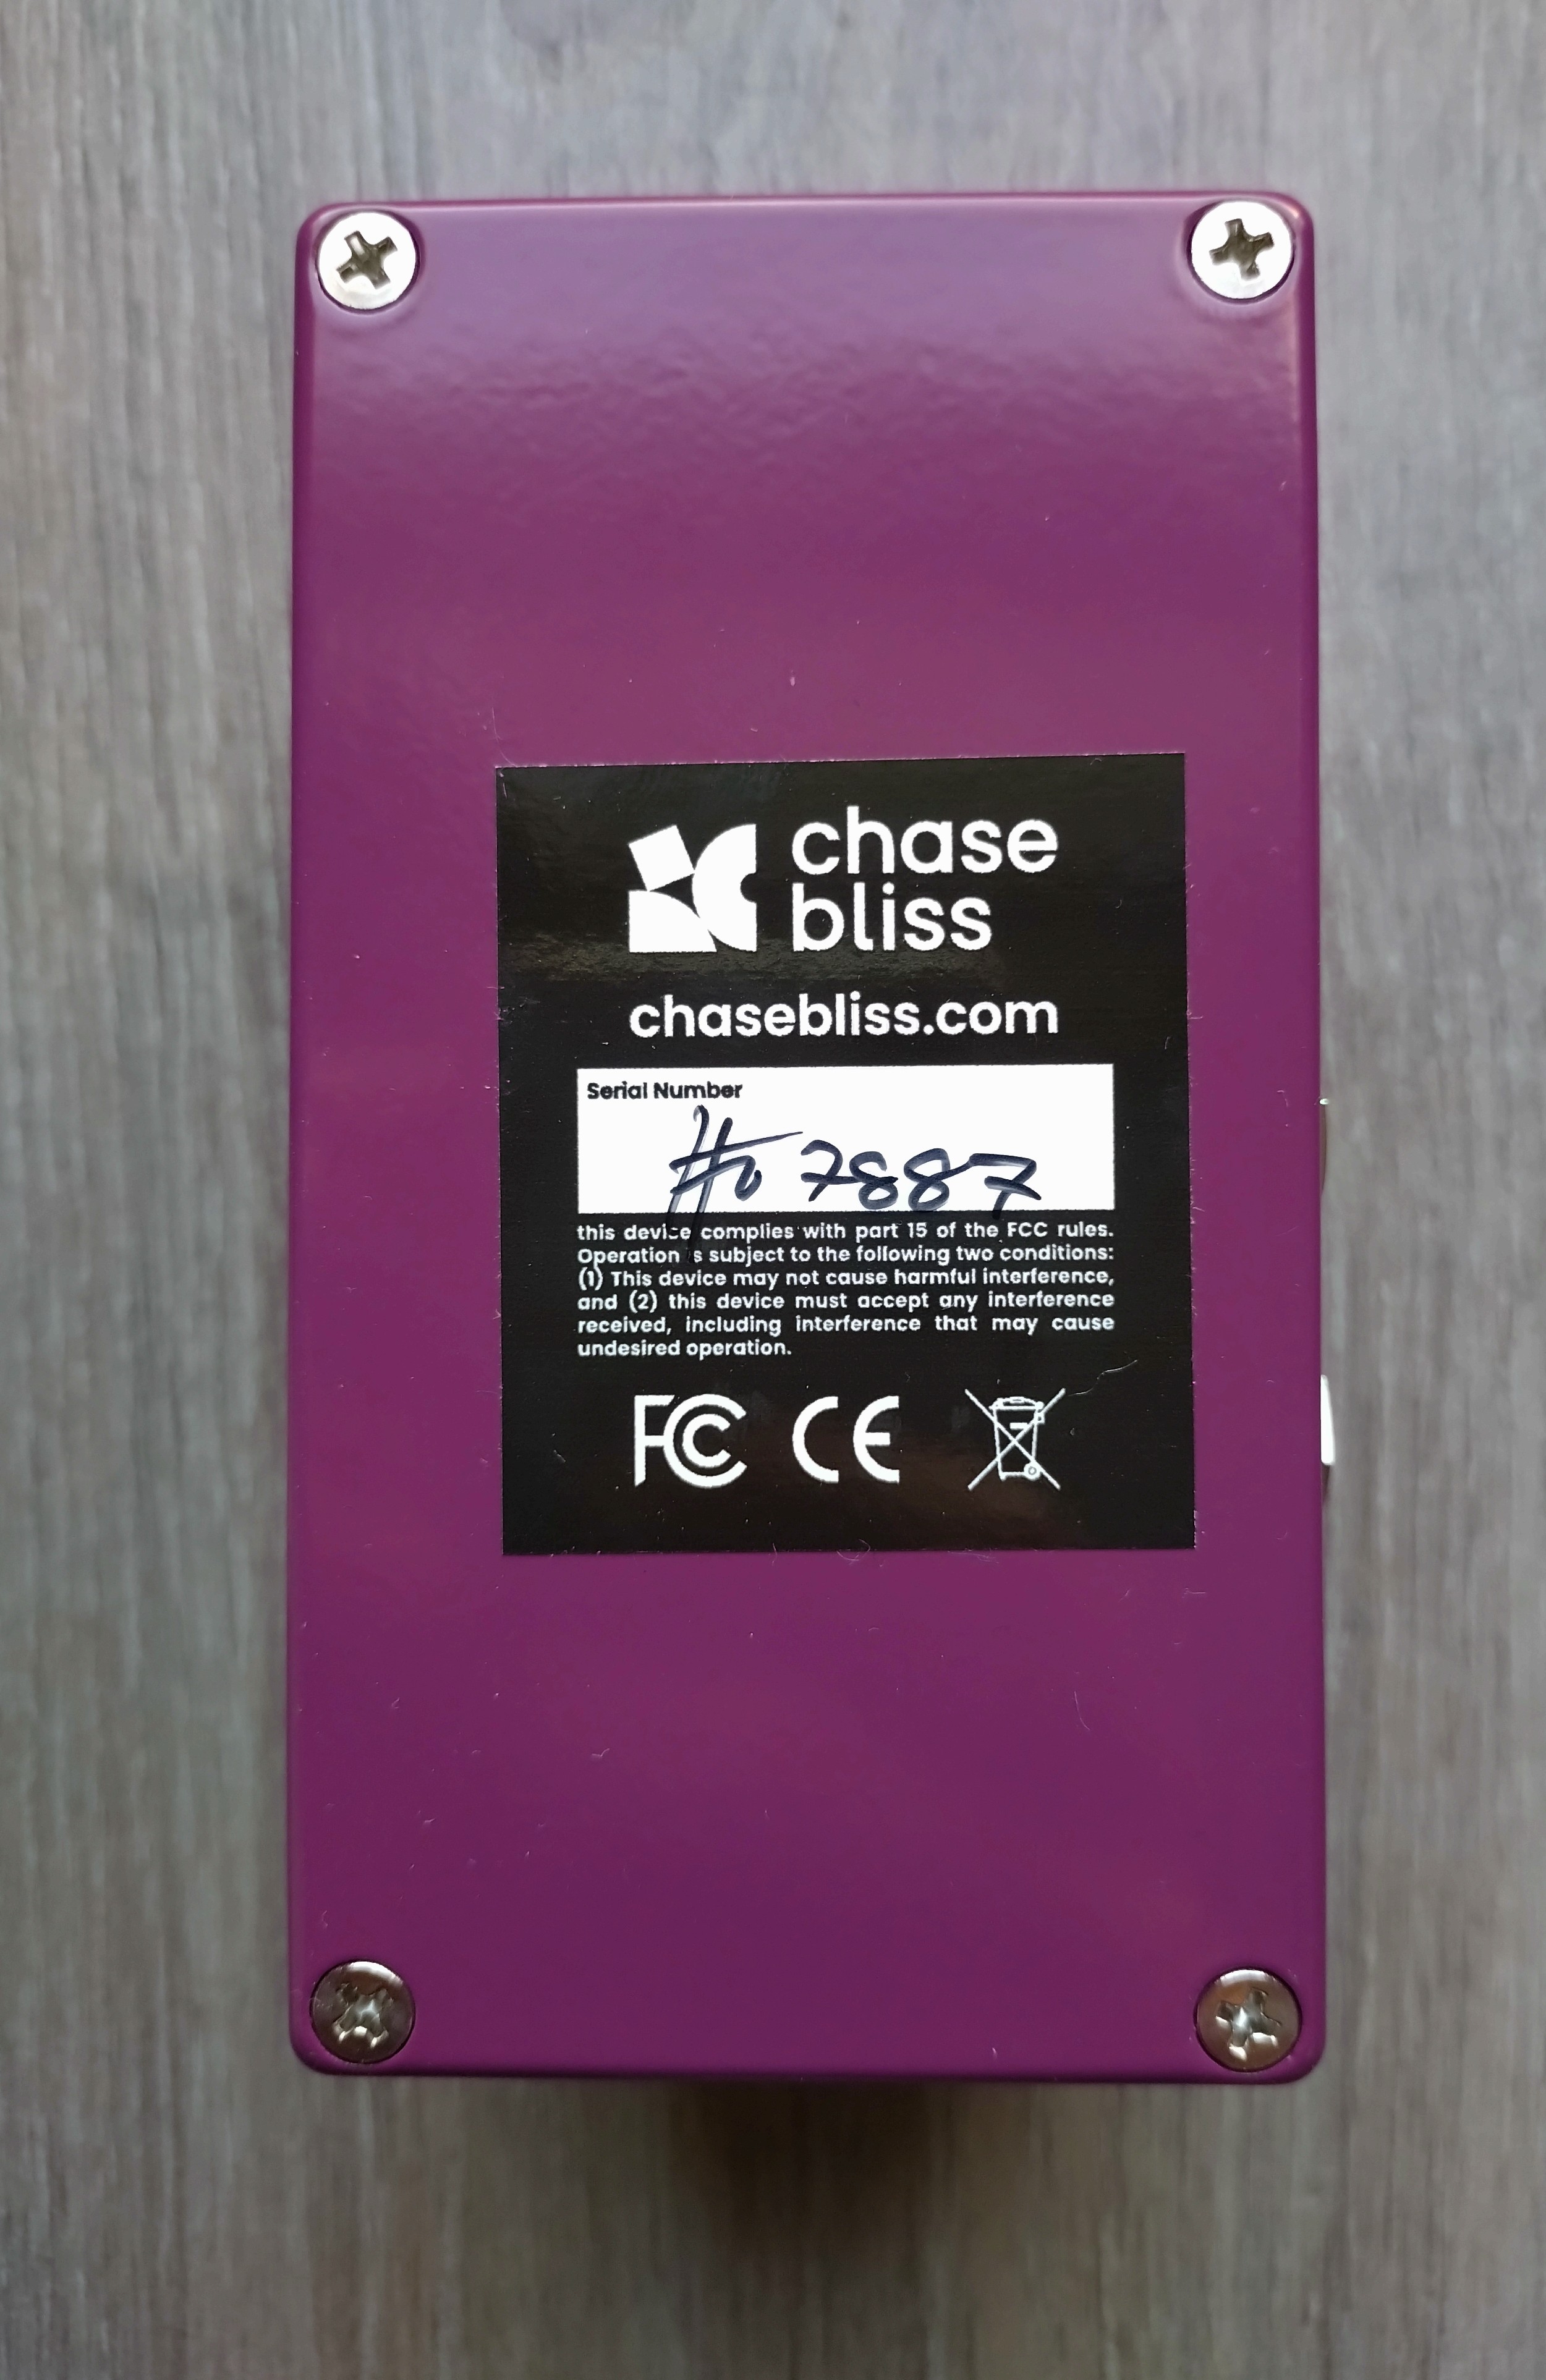 chase
bliss
chasebliss.com
Serial Number
#07887
this device complies with part 15 of the FCC rules.
Operation is subject to the following two conditions:
(1) This device may not cause harmful interference,
and (2) this device must accept any interference
received, including interference that may cause
undesired operation.
FC CE